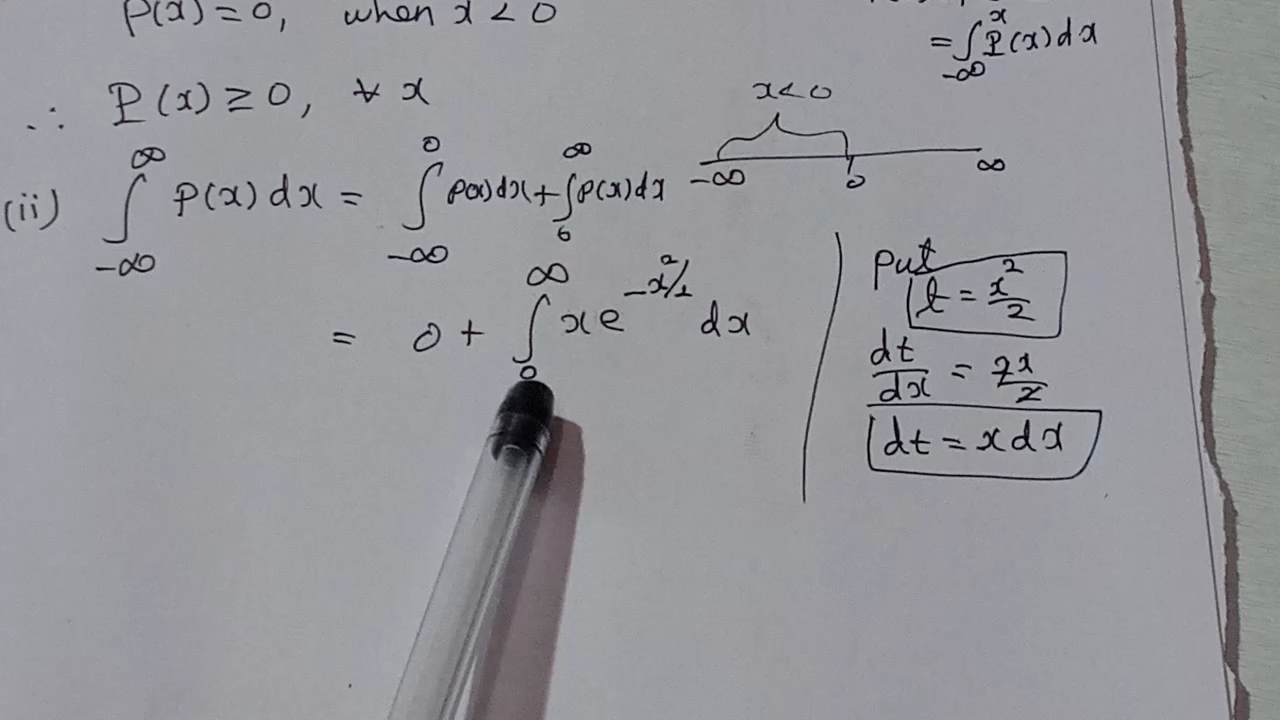 P(x) = 0, when x < 0
= ∫_{-∞}^{x} P(x) dx
∴ P(x) ≥ 0, ∀ x
x < 0
-∞ 0 ∞
(ii) ∫_{-∞}^{∞} P(x) dx = ∫_{-∞}^{0} P(x) dx + ∫_{0}^{∞} P(x) dx
= 0 + ∫_{0}^{∞} x e^{-x²/2} dx
Put
t = x²/2
dt/dx = 2x/2
dt = x dx